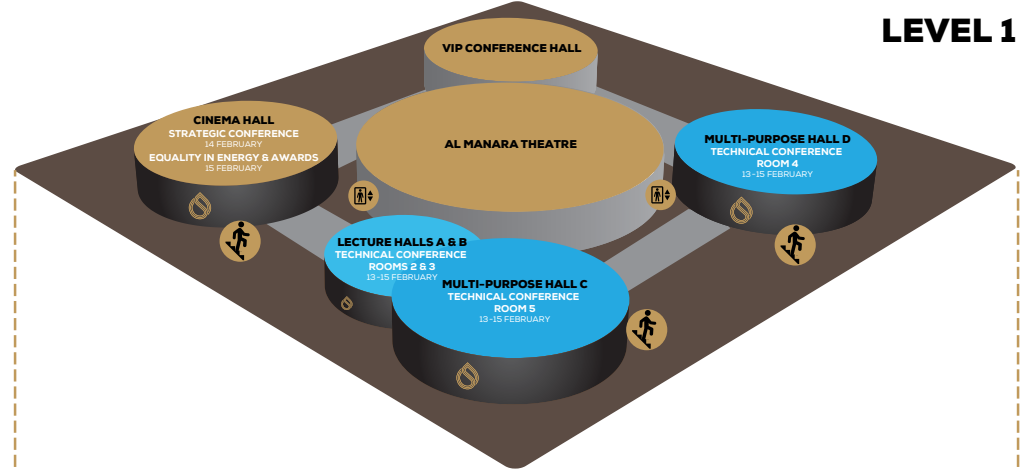 LEVEL 1
VIP CONFERENCE HALL
CINEMA HALL
STRATEGIC CONFERENCE
14 FEBRUARY
EQUALITY IN ENERGY & AWARDS
15 FEBRUARY
AL MANARA THEATRE
MULTI-PURPOSE HALL D
TECHNICAL CONFERENCE
ROOM 4
13-15 FEBRUARY
LECTURE HALLS A & B
TECHNICAL CONFERENCE
ROOMS 2 & 3
13-15 FEBRUARY
MULTI-PURPOSE HALL C
TECHNICAL CONFERENCE
ROOM 5
13-15 FEBRUARY